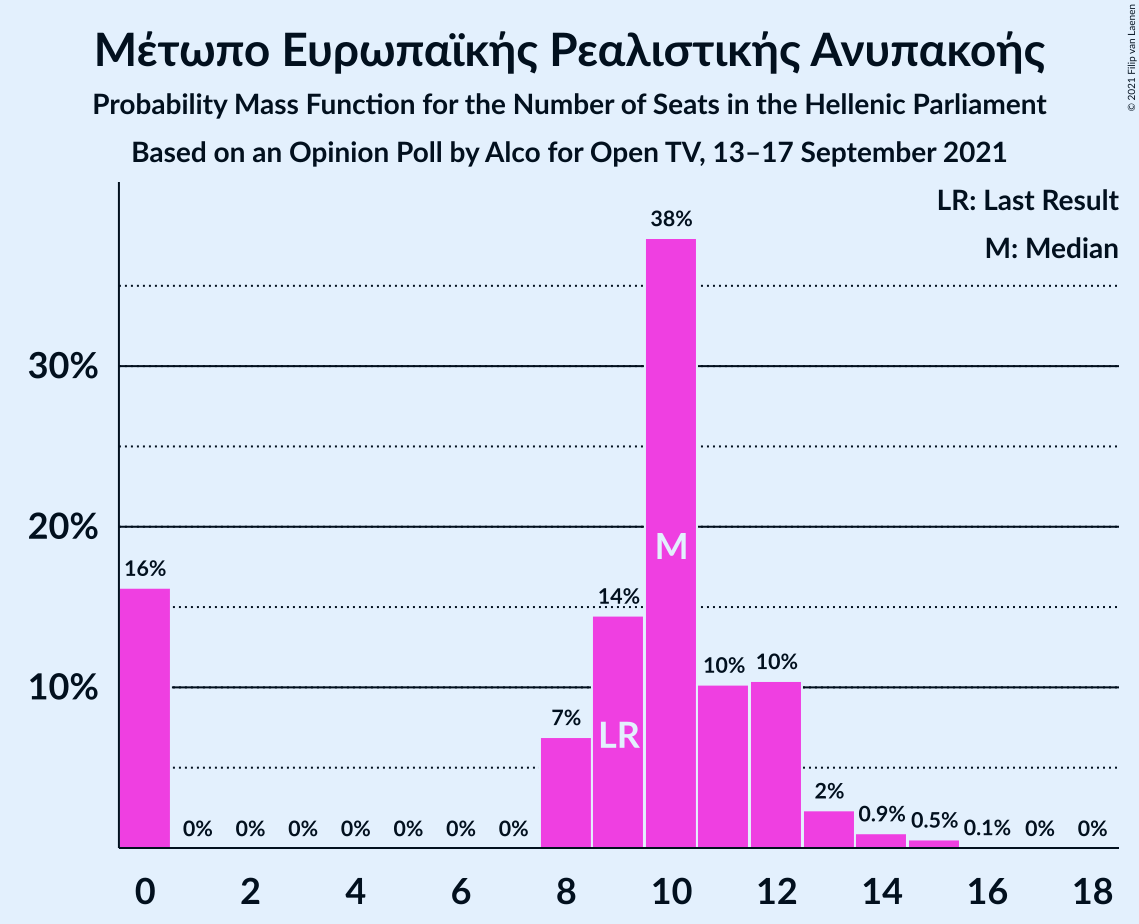 Μέτωπο Ευρωπαϊκής Ρεαλιστικής Ανυπακοής
Probability Mass Function for the Number of Seats in the Hellenic Parliament
Based on an Opinion Poll by Alco for Open TV, 13–17 September 2021
© 2021 Filip van Laenen
LR: Last Result
M: Median
38%
30%
20%
M
16%
14%
10%
10%
10%
7%
LR
2%
0% 0% 0% 0% 0% 0% 0%
0.9% 0.5% 0.1% 0% 0%
0 2 4 6 8 10 12 14 16 18